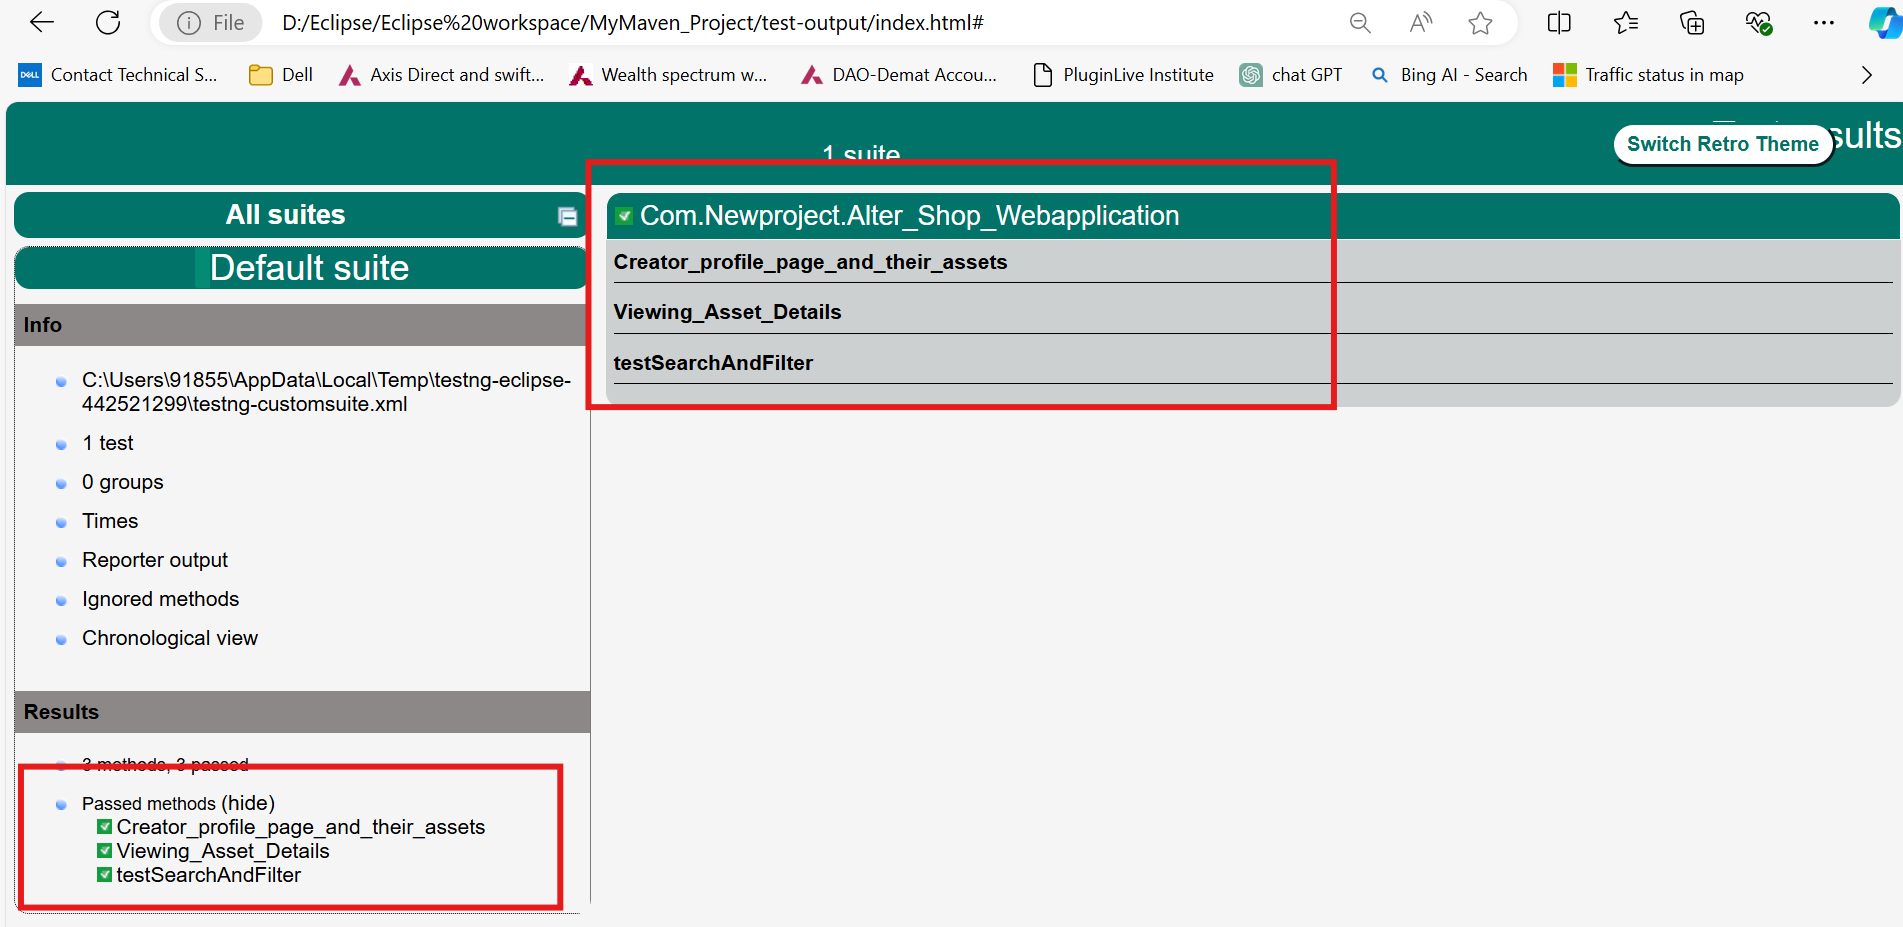 File
D:/Eclipse/Eclipse%20workspace/MyMaven_Project/test-output/index.html#
DELL
Contact Technical S...
Dell
Axis Direct and swift...
Wealth spectrum w...
DAO-Demat Accou...
PluginLive Institute
chat GPT
Bing AI - Search
Traffic status in map
1 suite
Switch Retro Theme
All suites
Default suite
Info
C:\Users\91855\AppData\Local\Temp\testng-eclipse-
442521299\testng-customsuite.xml
1 test
0 groups
Times
Reporter output
Ignored methods
Chronological view
Results
3 methods, 3 passed
Passed methods (hide)
Creator_profile_page_and_their_assets
Viewing_Asset_Details
testSearchAndFilter
Com.Newproject.Alter_Shop_Webapplication
Creator_profile_page_and_their_assets
Viewing_Asset_Details
testSearchAndFilter